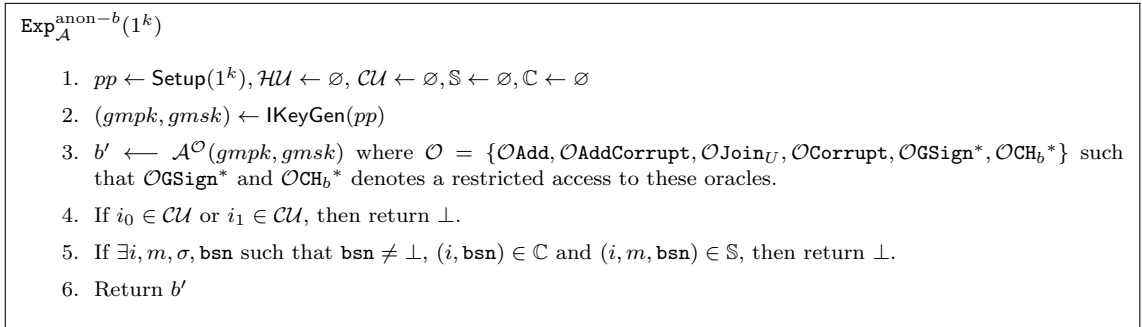 Exp_𝒜^{anon−b}(1^k)
1. pp ← Setup(1^k), ℋ𝒰 ← ∅, 𝒞𝒰 ← ∅, 𝕊 ← ∅, ℂ ← ∅
2. (gmpk, gmsk) ← IKeyGen(pp)
3. b′ ⟵ 𝒜^𝒪(gmpk, gmsk) where 𝒪 = {𝒪Add, 𝒪AddCorrupt, 𝒪Join_U, 𝒪Corrupt, 𝒪GSign*, 𝒪CH_b*} such
that 𝒪GSign* and 𝒪CH_b* denotes a restricted access to these oracles.
4. If i_0 ∈ 𝒞𝒰 or i_1 ∈ 𝒞𝒰, then return ⊥.
5. If ∃i, m, σ, bsn such that bsn ≠ ⊥, (i, bsn) ∈ ℂ and (i, m, bsn) ∈ 𝕊, then return ⊥.
6. Return b′